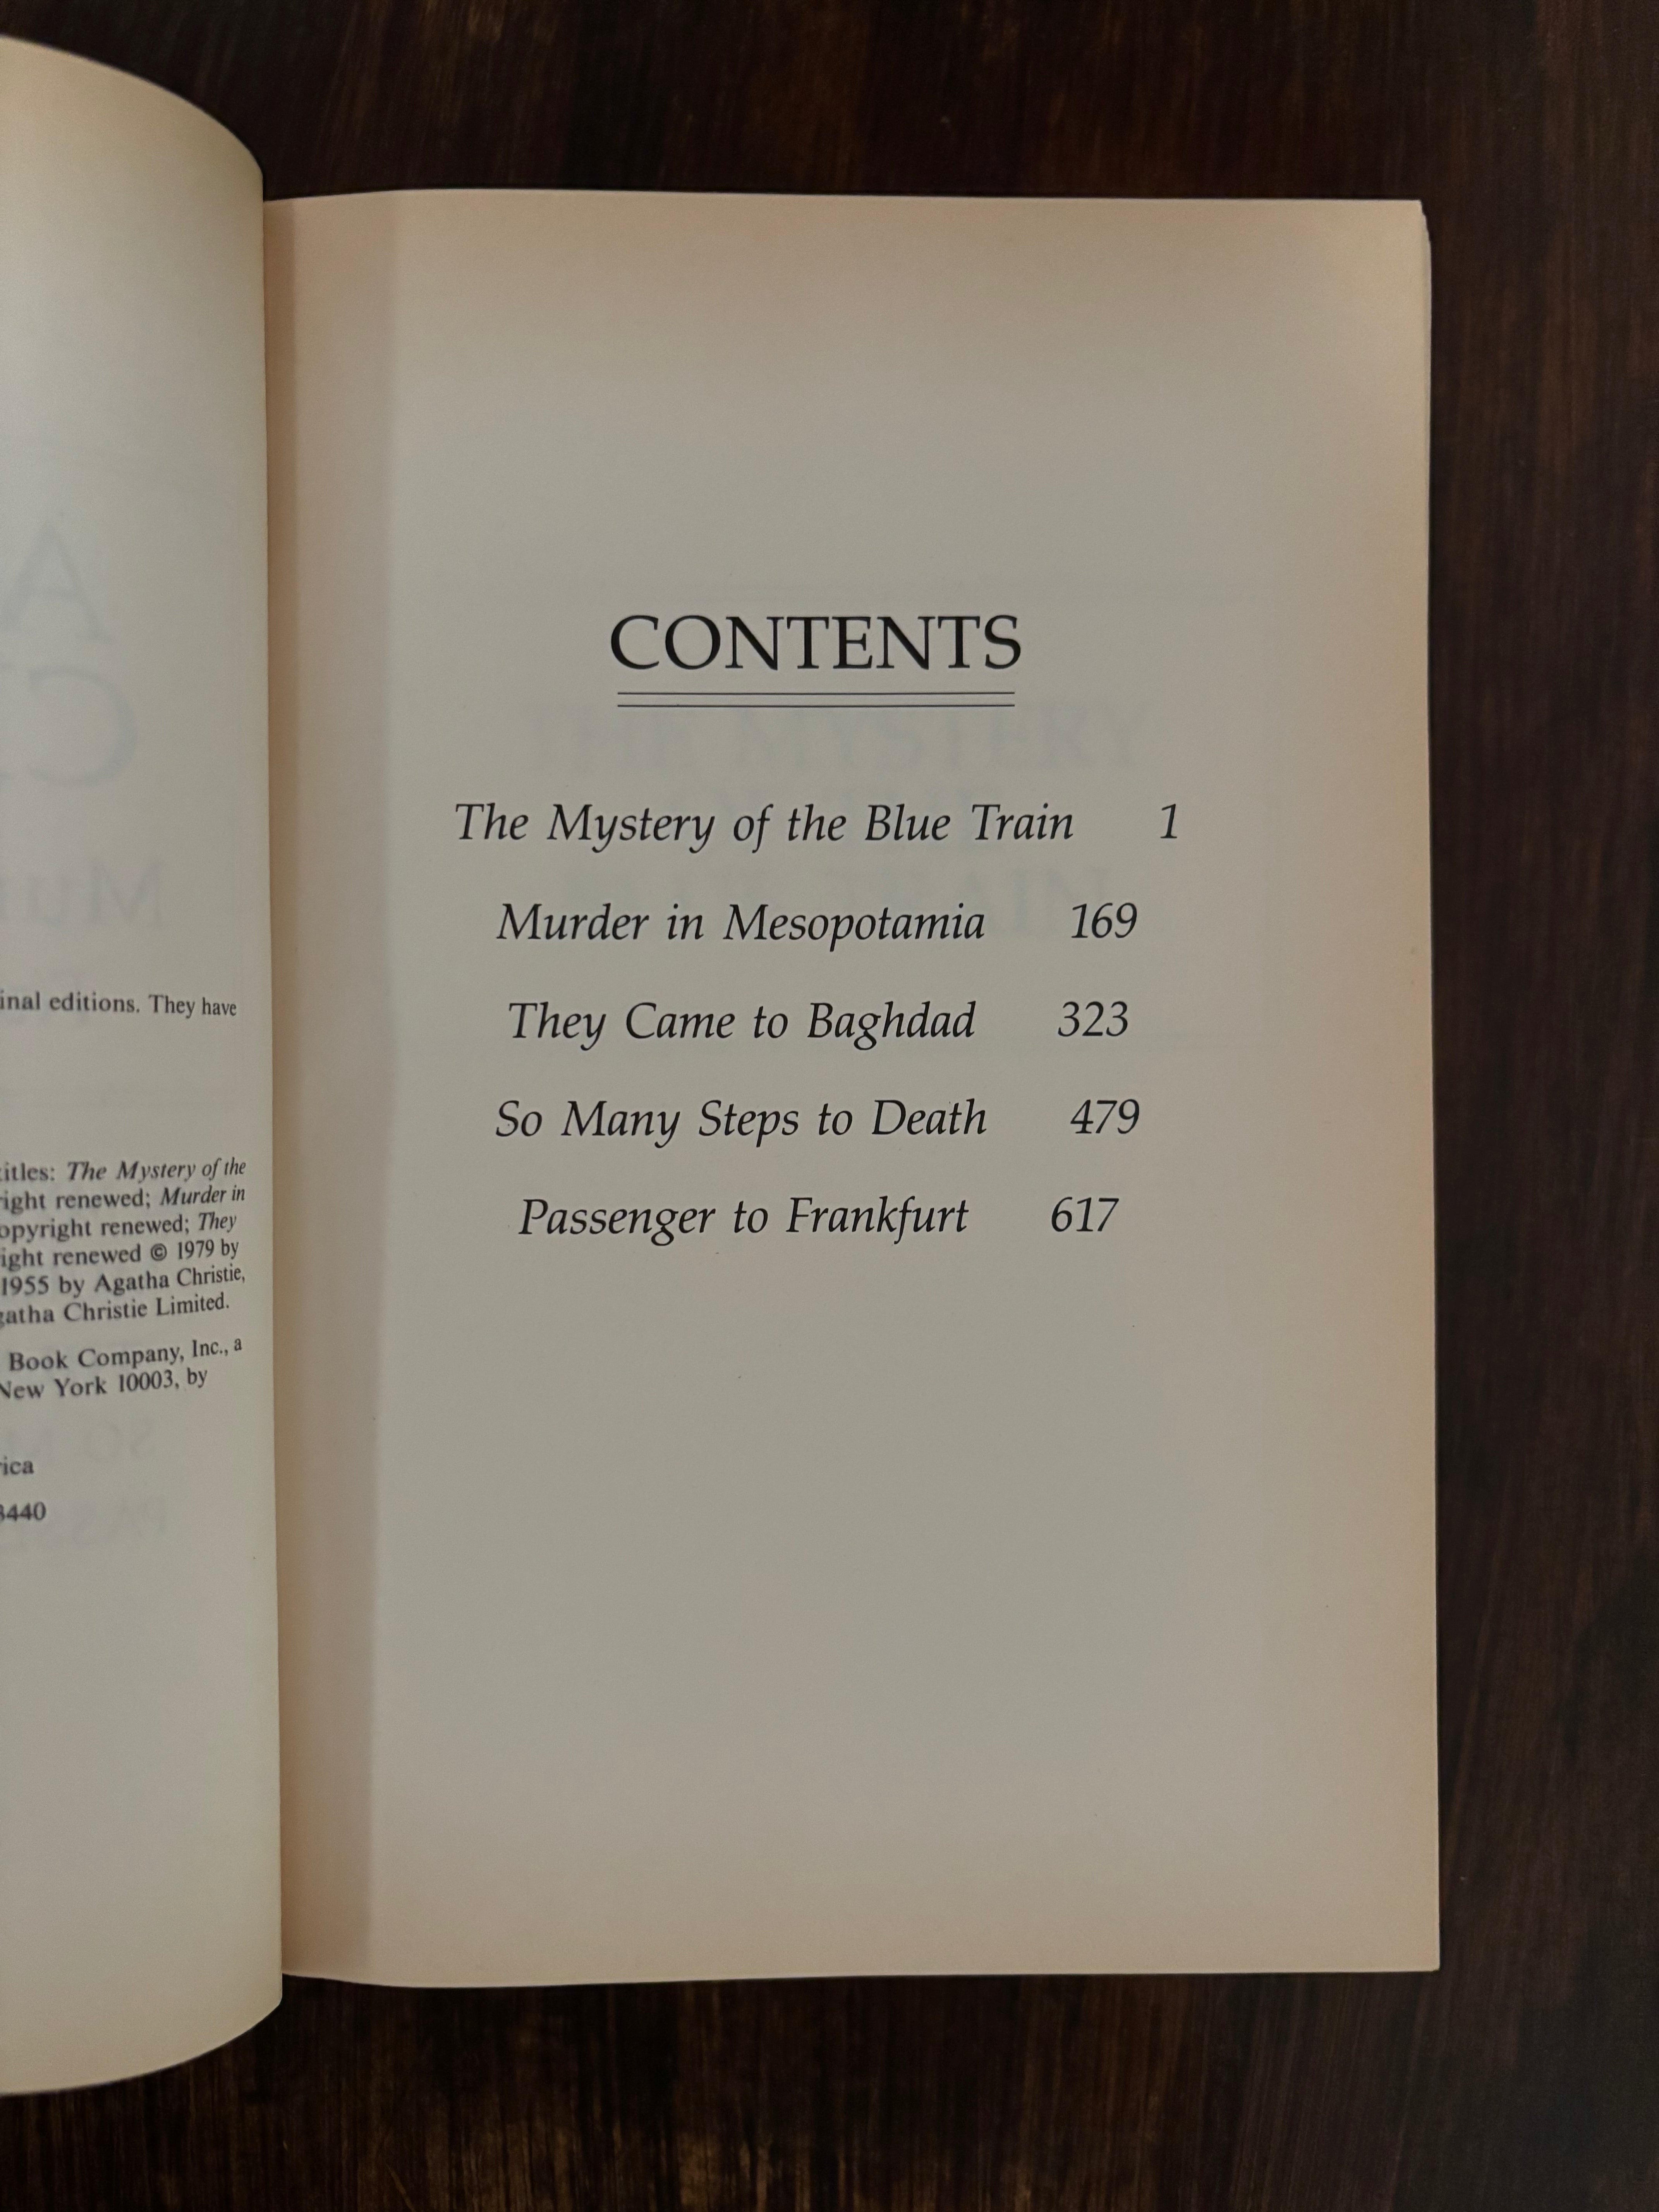 inal editions. They have
titles: The Mystery of the
right renewed; Murder in
opyright renewed; They
ight renewed © 1979 by
1955 by Agatha Christie,
gatha Christie Limited.
Book Company, Inc., a
New York 10003, by
rica
3440
CONTENTS
The Mystery of the Blue Train 1
Murder in Mesopotamia 169
They Came to Baghdad 323
So Many Steps to Death 479
Passenger to Frankfurt 617